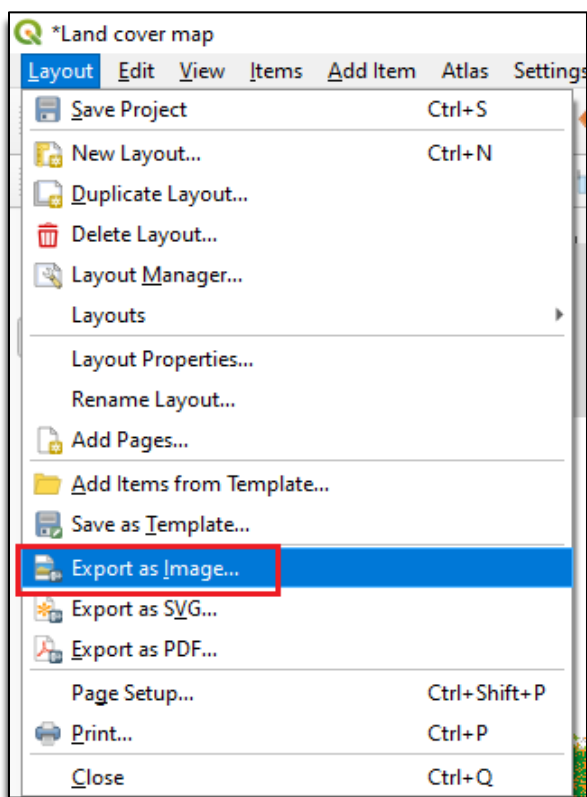 *Land cover map
Layout Edit View Items Add Item Atlas Settings
Save Project Ctrl+S
New Layout... Ctrl+N
Duplicate Layout...
Delete Layout...
Layout Manager...
Layouts
Layout Properties...
Rename Layout...
Add Pages...
Add Items from Template...
Save as Template...
Export as Image...
Export as SVG...
Export as PDF...
Page Setup... Ctrl+Shift+P
Print... Ctrl+P
Close Ctrl+Q